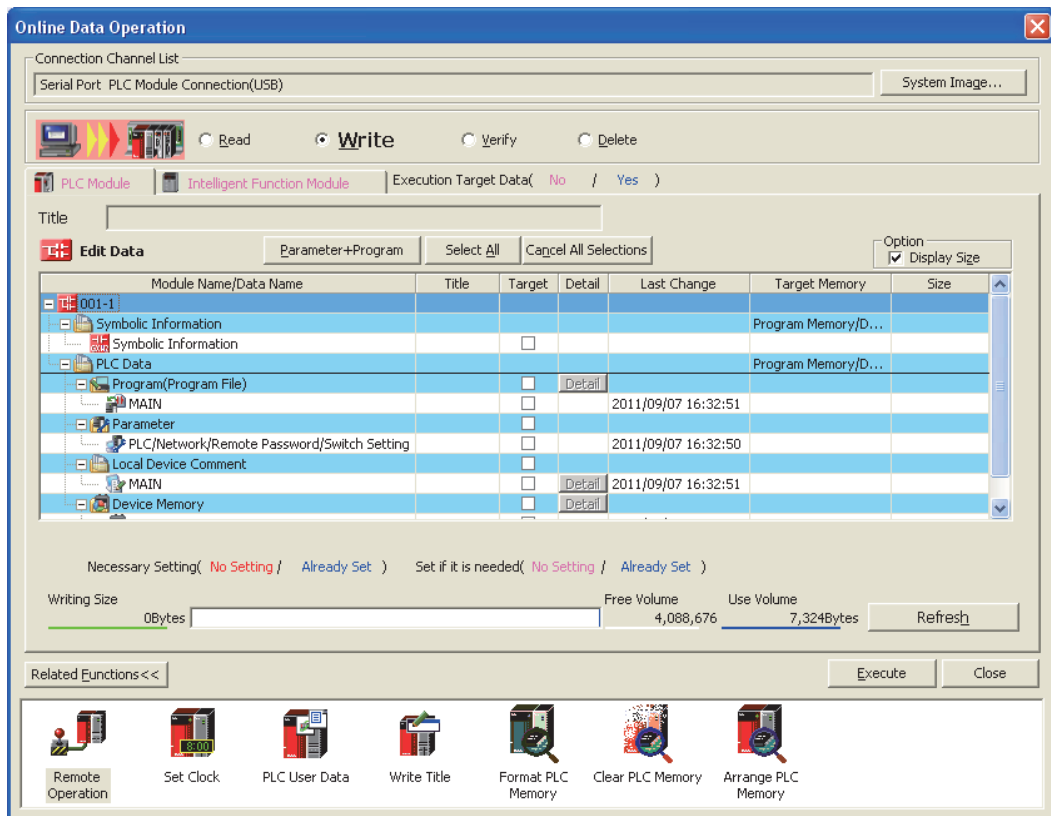 Online Data Operation
Connection Channel List
Serial Port PLC Module Connection(USB)
System Image...
Read
Write
Verify
Delete
PLC Module
Intelligent Function Module
Execution Target Data( No / Yes )
Title
Edit Data
Parameter+Program
Select All
Cancel All Selections
Option
Display Size
Module Name/Data Name Title Target Detail Last Change Target Memory Size
001-1
Symbolic Information Program Memory/D...
Symbolic Information
PLC Data Program Memory/D...
Program(Program File) Detail
MAIN 2011/09/07 16:32:51
Parameter
PLC/Network/Remote Password/Switch Setting 2011/09/07 16:32:50
Local Device Comment
MAIN Detail 2011/09/07 16:32:51
Device Memory Detail
Necessary Setting( No Setting / Already Set ) Set if it is needed( No Setting / Already Set )
Writing Size Free Volume Use Volume
0Bytes 4,088,676 7,324Bytes
Refresh
Related Functions<<
Execute
Close
8:00
Remote Operation
Set Clock
PLC User Data
Write Title
Format PLC Memory
Clear PLC Memory
Arrange PLC Memory